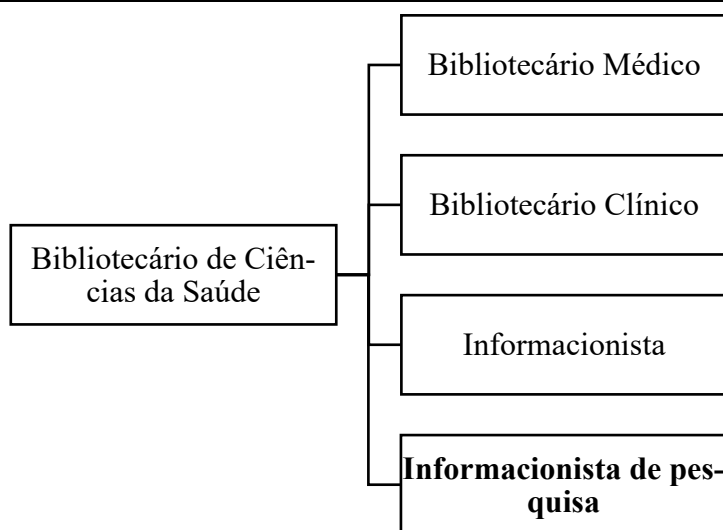 Bibliotecário Médico
Bibliotecário Clínico
Bibliotecário de Ciên-
cias da Saúde
Informacionista
Informacionista de pes-
quisa